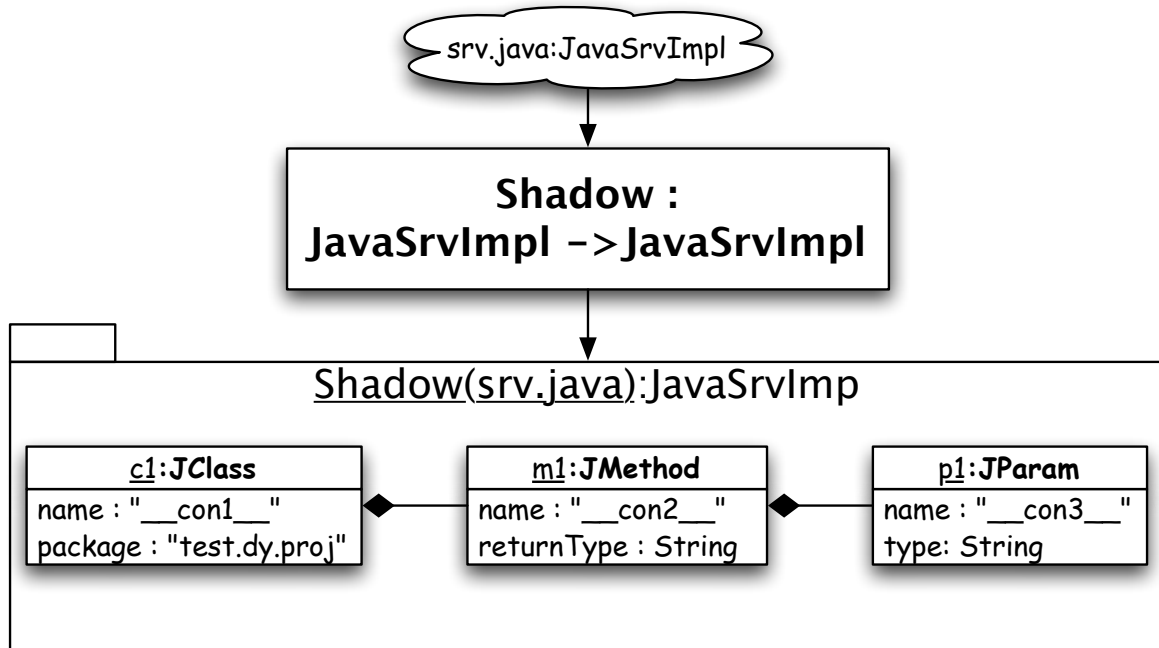 srv.java:JavaSrvImpl
Shadow :
JavaSrvImpl ->JavaSrvImpl
Shadow(srv.java):JavaSrvImp
c1:JClass
name : "__con1__"
package : "test.dy.proj"
m1:JMethod
name : "__con2__"
returnType : String
p1:JParam
name : "__con3__"
type: String